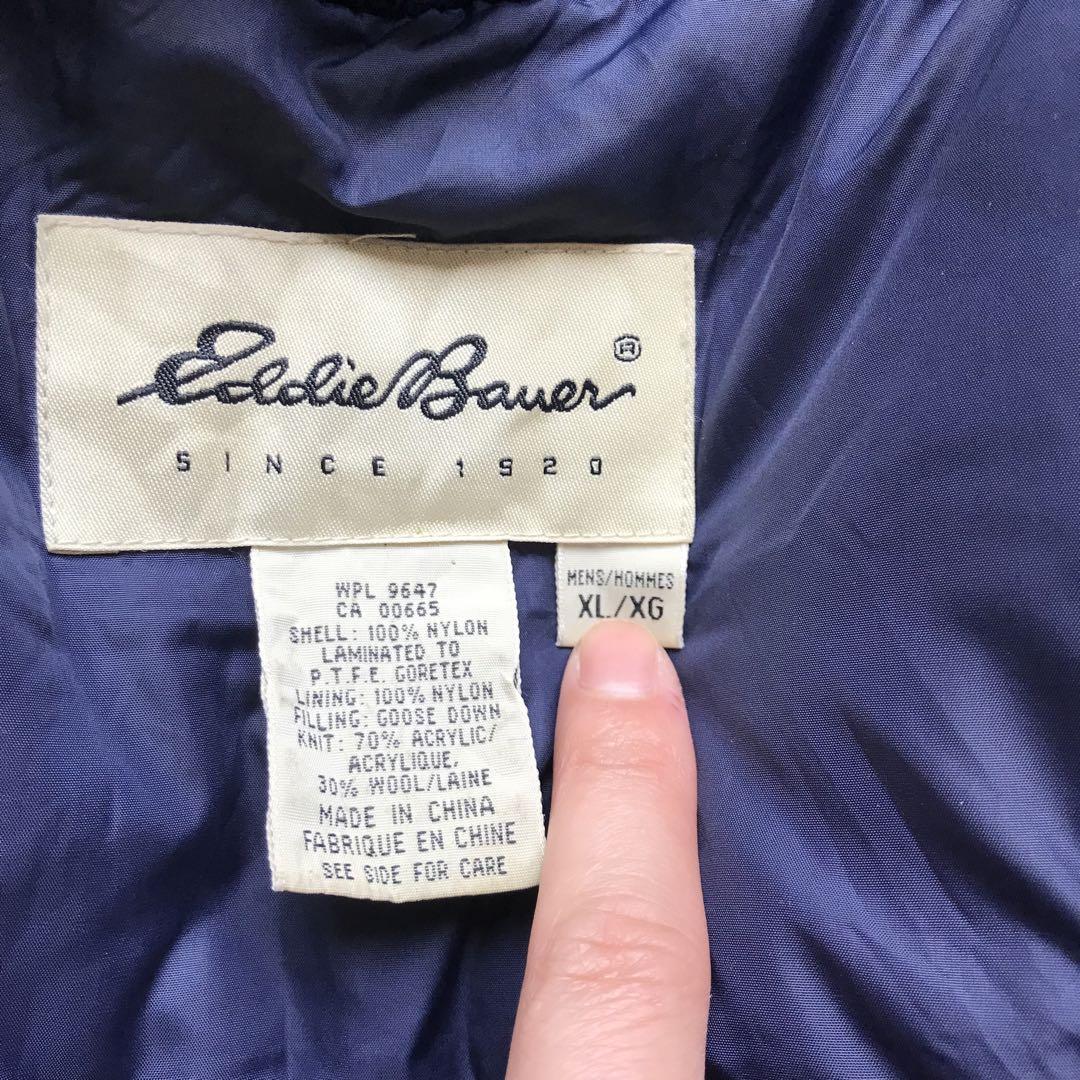 Eddie Bauer ®
SINCE 1920
WPL 9647
CA 00665
SHELL: 100% NYLON
LAMINATED TO
P.T.F.E. GORETEX
LINING: 100% NYLON
FILLING: GOOSE DOWN
KNIT: 70% ACRYLIC/
ACRYLIQUE,
30% WOOL/LAINE
MADE IN CHINA
FABRIQUE EN CHINE
SEE SIDE FOR CARE
MENS/HOMMES
XL/XG